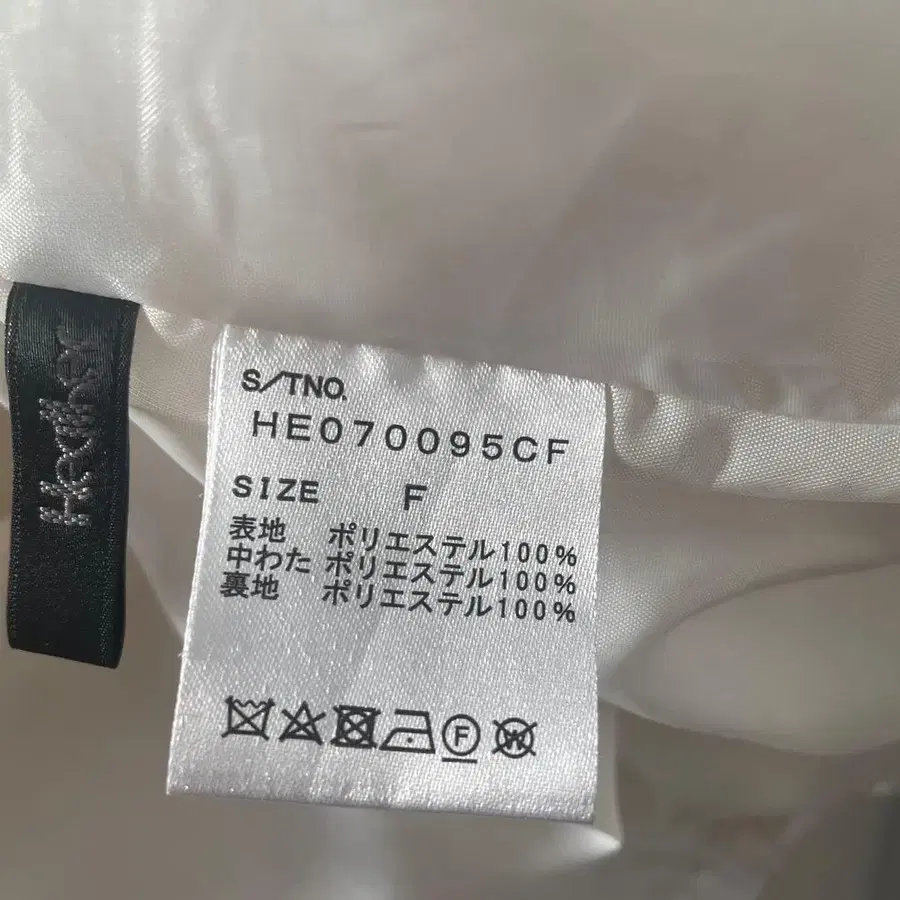 Heather
S/TNO.
HE070095CF
SIZE F
表地 ポリエステル100%
中わた ポリエステル100%
裏地 ポリエステル100%
F
W